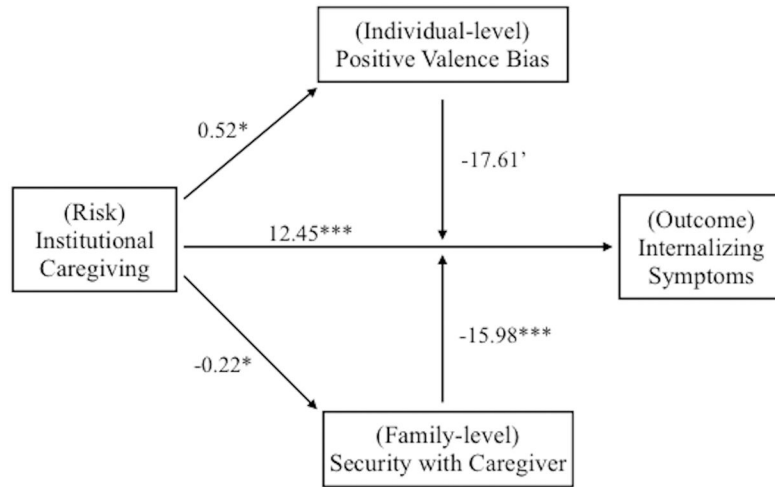 (Individual-level)
Positive Valence Bias
0.52*
-17.61’
(Risk)
Institutional
Caregiving
12.45***
(Outcome)
Internalizing
Symptoms
-0.22*
-15.98***
(Family-level)
Security with Caregiver